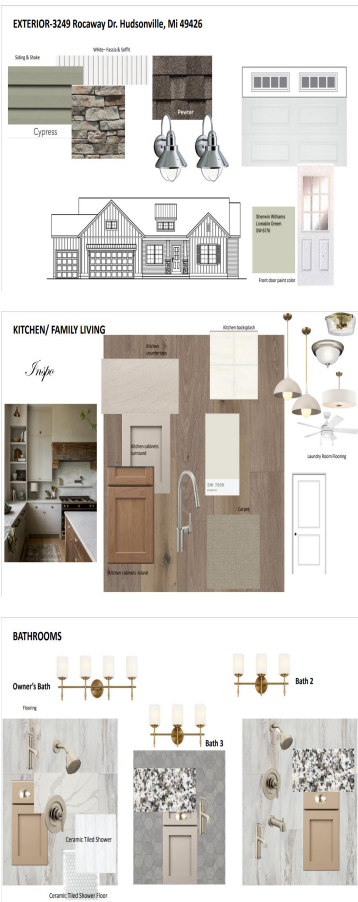 EXTERIOR-3249 Rocaway Dr. Hudsonville, Mi 49426
White- Fascia & Soffit
Siding & Shake
Pewter
Cypress
Sherwin Williams
Liveable Green
SW 6176
Front door paint color
KITCHEN/ FAMILY LIVING
Kitchen backsplash
Inspo
Kitchen
countertops
Kitchen cabinets
surround
Laundry Room Flooring
SW 7008
Carpet
Kitchen cabinets- island
BATHROOMS
Owner's Bath
Bath 2
Flooring
Bath 3
Ceramic Tiled Shower
Ceramic Tiled Shower Floor